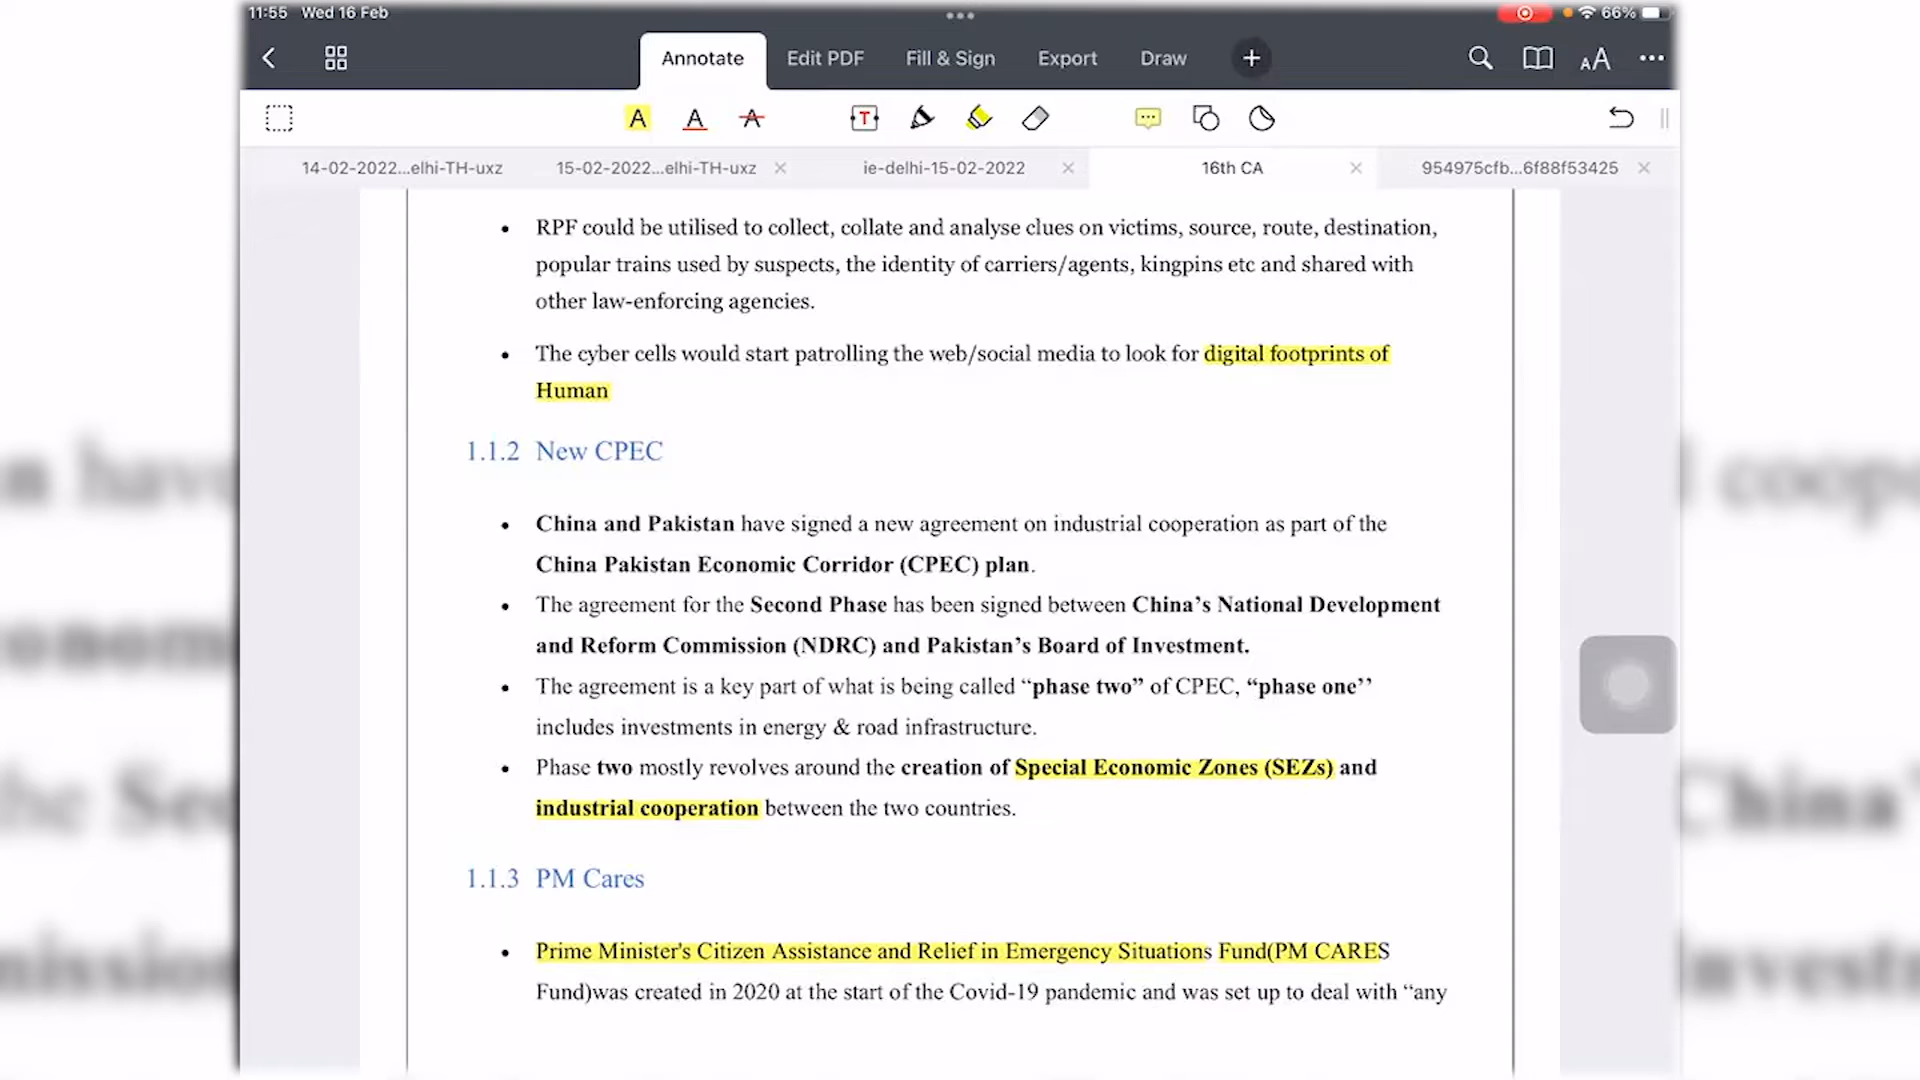 11:55 Wed 16 Feb
66%
Annotate Edit PDF Fill & Sign Export Draw
AA
A A A T
14-02-2022...elhi-TH-uxz 15-02-2022...elhi-TH-uxz ie-delhi-15-02-2022 16th CA 954975cfb...6f88f53425
• RPF could be utilised to collect, collate and analyse clues on victims, source, route, destination,
popular trains used by suspects, the identity of carriers/agents, kingpins etc and shared with
other law-enforcing agencies.
• The cyber cells would start patrolling the web/social media to look for digital footprints of
Human
1.1.2 New CPEC
• China and Pakistan have signed a new agreement on industrial cooperation as part of the
China Pakistan Economic Corridor (CPEC) plan.
• The agreement for the Second Phase has been signed between China’s National Development
and Reform Commission (NDRC) and Pakistan’s Board of Investment.
• The agreement is a key part of what is being called “phase two” of CPEC, “phase one’’
includes investments in energy & road infrastructure.
• Phase two mostly revolves around the creation of Special Economic Zones (SEZs) and
industrial cooperation between the two countries.
1.1.3 PM Cares
• Prime Minister's Citizen Assistance and Relief in Emergency Situations Fund(PM CARES
Fund)was created in 2020 at the start of the Covid-19 pandemic and was set up to deal with “any